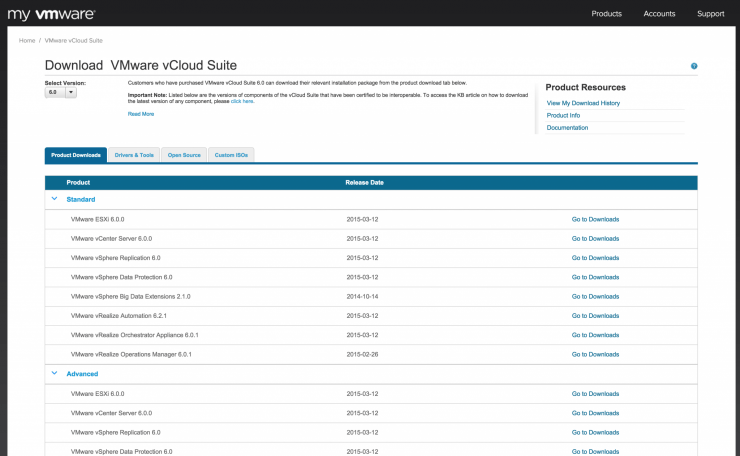 my vmware®
Products Accounts Support
Home / VMware vCloud Suite
Download VMware vCloud Suite
Select Version:
6.0
Customers who have purchased VMware vCloud Suite 6.0 can download their relevant installation package from the product download tab below.
Important Note: Listed below are the versions of components of the vCloud Suite that have been certified to be interoperable. To access the KB article on how to download
the latest version of any component, please click here.
Read More
Product Resources
View My Download History
Product Info
Documentation
Product Downloads Drivers & Tools Open Source Custom ISOs
Product Release Date
Standard
VMware ESXi 6.0.0 2015-03-12 Go to Downloads
VMware vCenter Server 6.0.0 2015-03-12 Go to Downloads
VMware vSphere Replication 6.0 2015-03-12 Go to Downloads
VMware vSphere Data Protection 6.0 2015-03-12 Go to Downloads
VMware vSphere Big Data Extensions 2.1.0 2014-10-14 Go to Downloads
VMware vRealize Automation 6.2.1 2015-03-12 Go to Downloads
VMware vRealize Orchestrator Appliance 6.0.1 2015-03-12 Go to Downloads
VMware vRealize Operations Manager 6.0.1 2015-02-26 Go to Downloads
Advanced
VMware ESXi 6.0.0 2015-03-12 Go to Downloads
VMware vCenter Server 6.0.0 2015-03-12 Go to Downloads
VMware vSphere Replication 6.0 2015-03-12 Go to Downloads
VMware vSphere Data Protection 6.0 2015-03-12 Go to Downloads